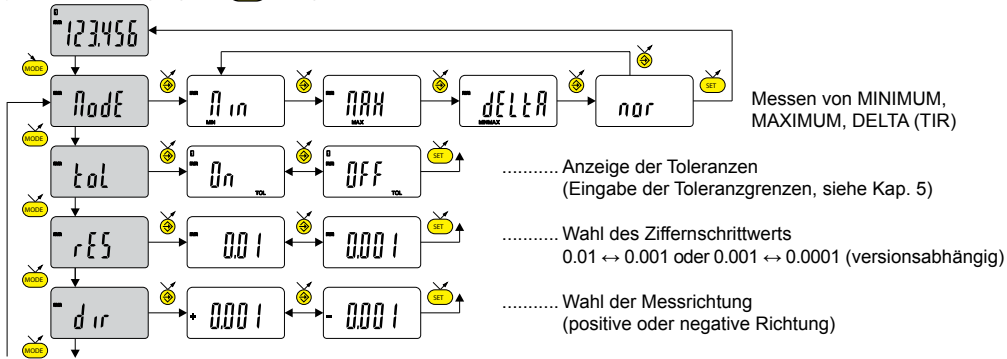 123.456
MODE
ModE Min MIN MAX MAX dELtA MINMAX nor SET
Messen von MINIMUM,
MAXIMUM, DELTA (TIR)
MODE
toL On TOL OFF TOL SET
........... Anzeige der Toleranzen
(Eingabe der Toleranzgrenzen, siehe Kap. 5)
MODE
rES 0.01 0.001 SET
........... Wahl des Ziffernschrittwerts
0.01 ↔ 0.001 oder 0.001 ↔ 0.0001 (versionsabhängig)
MODE
dir + 0.001 - 0.001 SET
........... Wahl der Messrichtung
(positive oder negative Richtung)
MODE